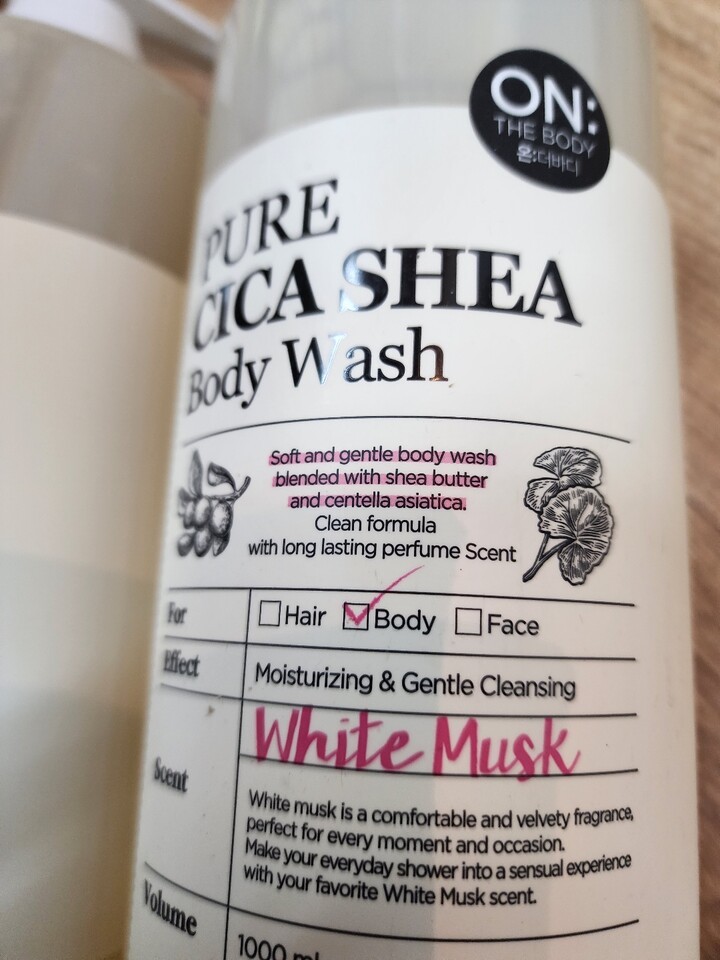 ON:
THE BODY
온:더바디
PURE
CICA SHEA
Body Wash
Soft and gentle body wash
blended with shea butter
and centella asiatica.
Clean formula
with long lasting perfume Scent
For
Hair Body Face
Effect
Moisturizing & Gentle Cleansing
Scent
White Musk
White musk is a comfortable and velvety fragrance,
perfect for every moment and occasion.
Make your everyday shower into a sensual experience
with your favorite White Musk scent.
Volume
1000 ml